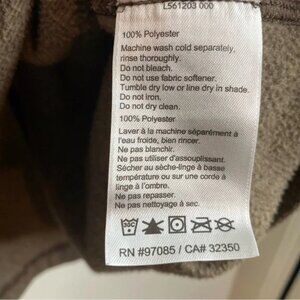 L561203 000
100% Polyester
Machine wash cold separately,
rinse thoroughly.
Do not bleach.
Do not use fabric softener.
Tumble dry low or line dry in shade.
Do not iron.
Do not dry clean.
100% Polyester
Laver à la machine séparément à
l'eau froide, bien rincer.
Ne pas blanchir.
Ne pas utiliser d'assouplissant.
Sécher au sèche-linge à basse
température ou sur une corde à
linge à l'ombre.
Ne pas repasser.
Ne pas nettoyage à sec.
30C
RN #97085 / CA# 32350